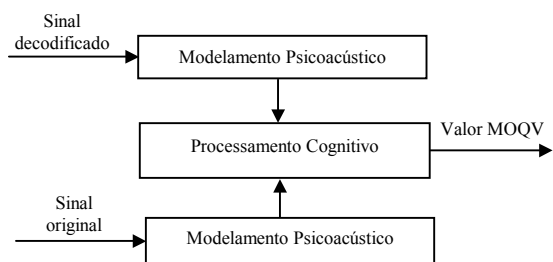 Sinal
decodificado
Modelamento Psicoacústico
Processamento Cognitivo
Valor MOQV
Sinal
original
Modelamento Psicoacústico